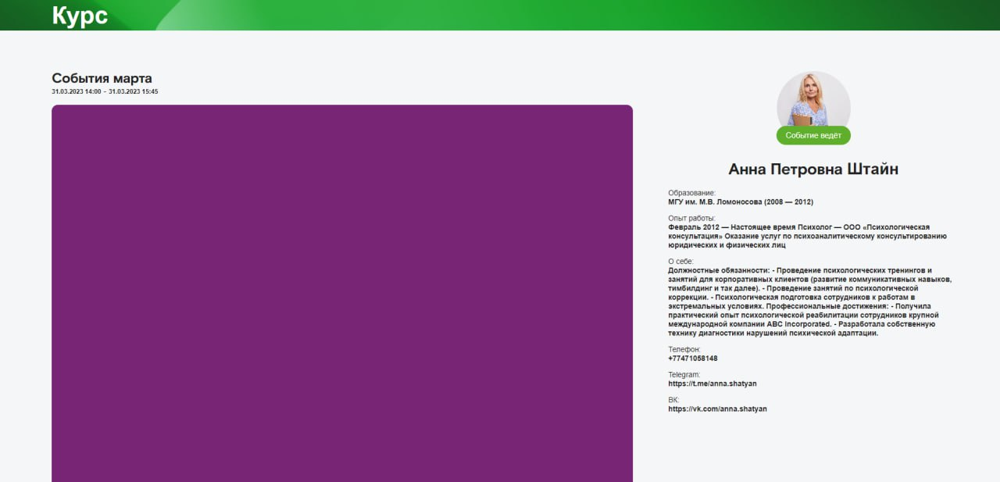 Курс
События марта
31.03.2023 14:00 - 31.03.2023 15:45
Событие ведёт
Анна Петровна Штайн
Образование:
МГУ им. М.В. Ломоносова (2008 — 2012)
Опыт работы:
Февраль 2012 — Настоящее время Психолог — ООО «Психологическая
консультация» Оказание услуг по психоаналитическому консультированию
юридических и физических лиц
О себе:
Должностные обязанности: - Проведение психологических тренингов и
занятий для корпоративных клиентов (развитие коммуникативных навыков,
тимбилдинг и так далее). - Проведение занятий по психологической
коррекции. - Психологическая подготовка сотрудников к работам в
экстремальных условиях. Профессиональные достижения: - Получила
практический опыт психологической реабилитации сотрудников крупной
международной компании ABC Incorporated. - Разработала собственную
технику диагностики нарушений психической адаптации.
Телефон:
+77471058148
Telegram:
https://t.me/anna.shatyan
ВК:
https://vk.com/anna.shatyan